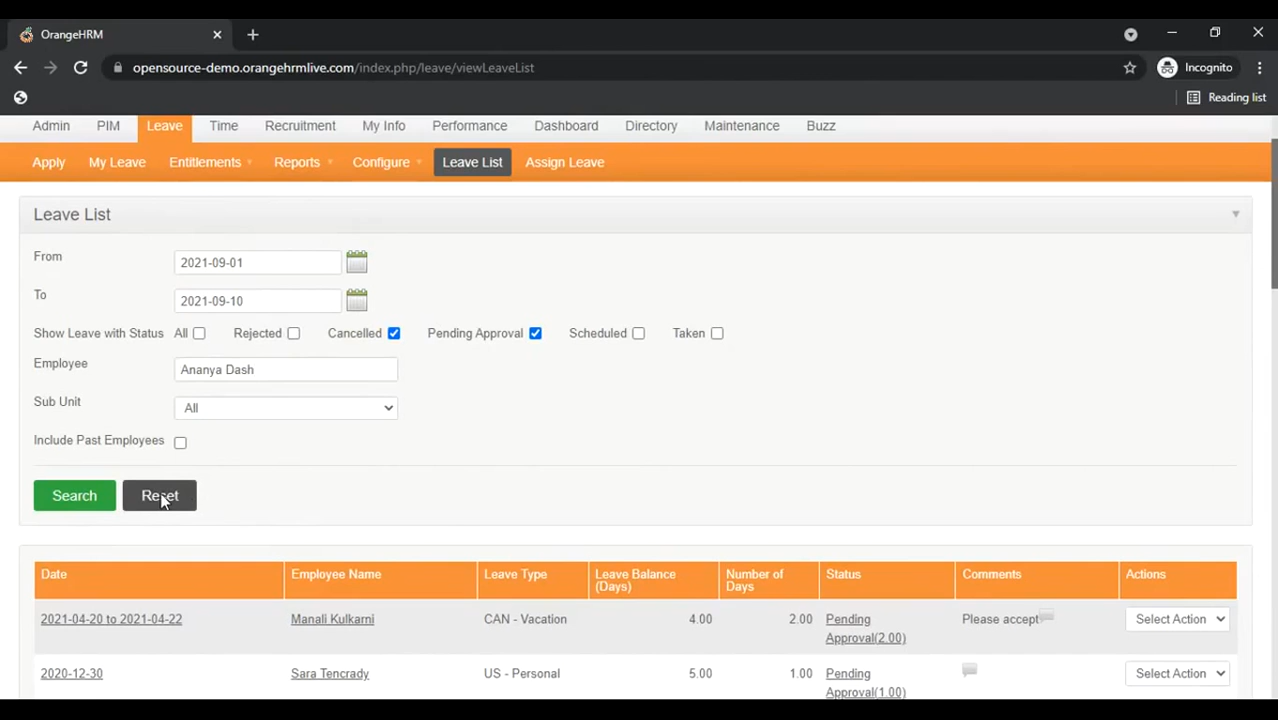 OrangeHRM
opensource-demo.orangehrmlive.com/index.php/leave/viewLeaveList
Incognito
Reading list
Admin PIM Leave Time Recruitment My Info Performance Dashboard Directory Maintenance Buzz
Apply My Leave Entitlements Reports Configure Leave List Assign Leave
Leave List
From 2021-09-01
To 2021-09-10
Show Leave with Status All Rejected Cancelled Pending Approval Scheduled Taken
Employee Ananya Dash
Sub Unit All
Include Past Employees
Search Reset
Date Employee Name Leave Type Leave Balance (Days) Number of Days Status Comments Actions
2021-04-20 to 2021-04-22 Manali Kulkarni CAN - Vacation 4.00 2.00 Pending Approval(2.00) Please accept Select Action
2020-12-30 Sara Tencrady US - Personal 5.00 1.00 Pending Approval(1.00) Select Action